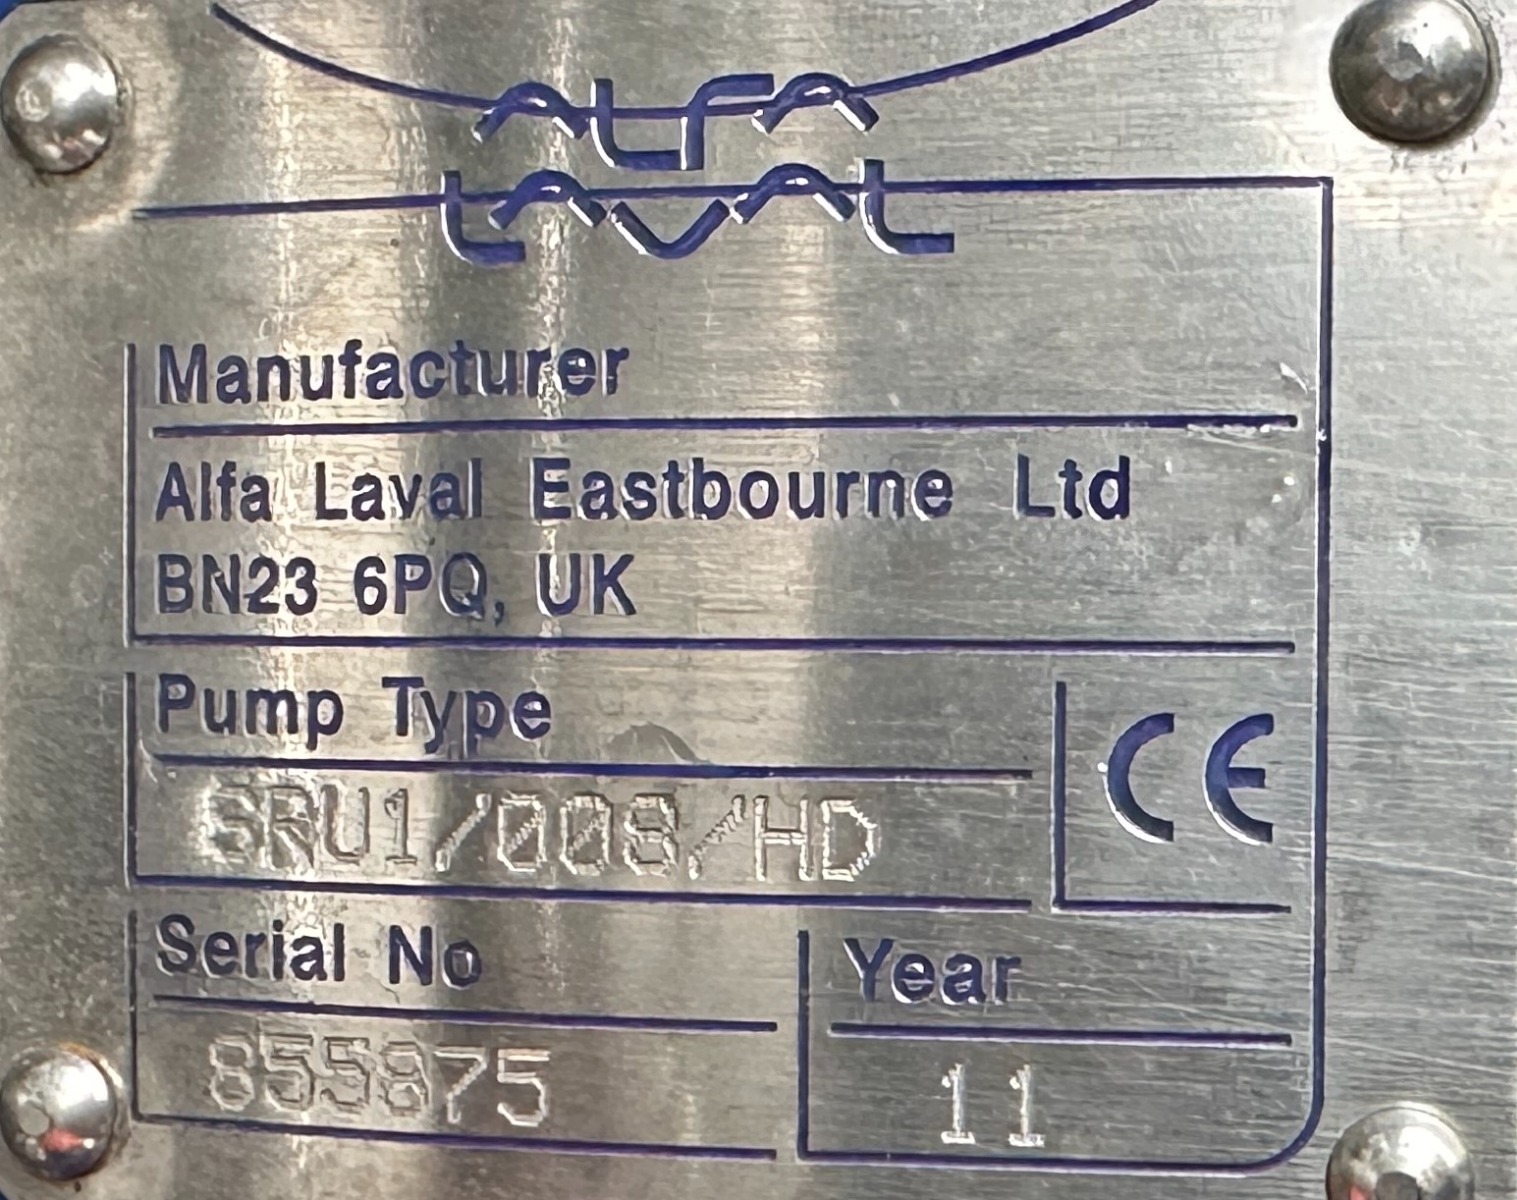 ALFA
LAVAL
Manufacturer
Alfa Laval Eastbourne Ltd
BN23 6PQ, UK
Pump Type
CE
SRU1/008/HD
Serial No
Year
855875
11